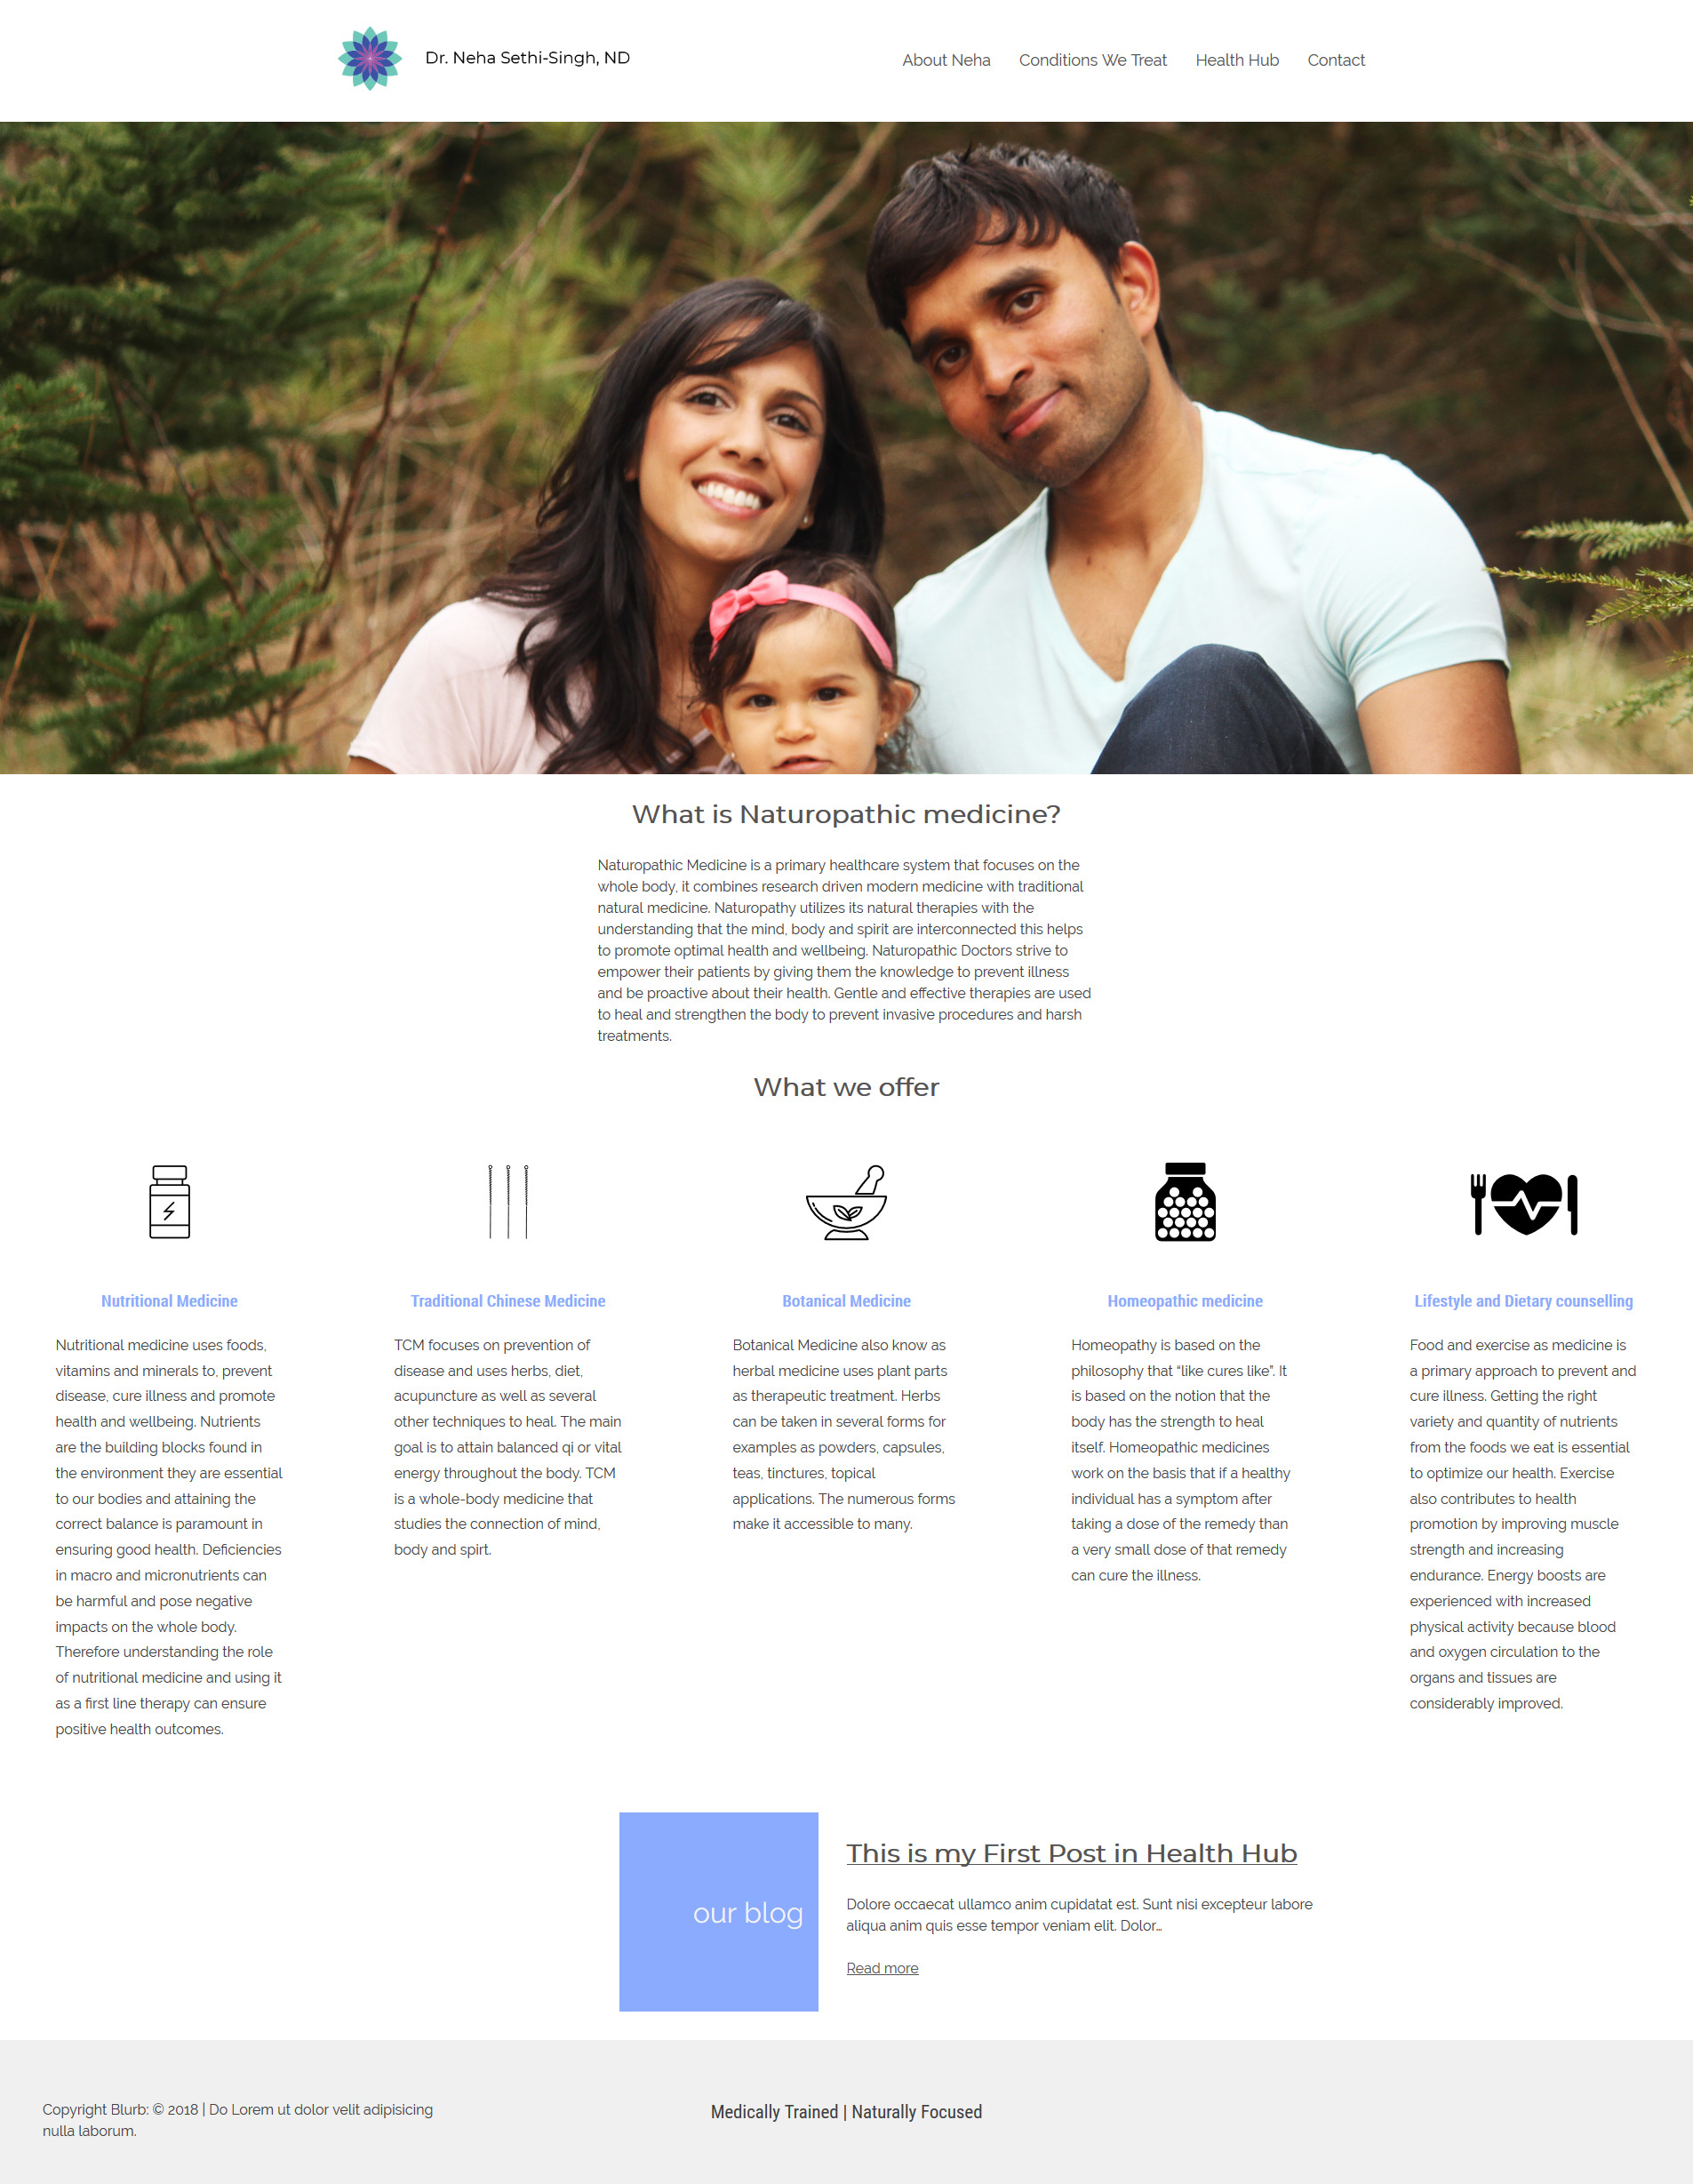 Dr. Neha Sethi-Singh, ND
About Neha
Conditions We Treat
Health Hub
Contact
What is Naturopathic medicine?
Naturopathic Medicine is a primary healthcare system that focuses on the
whole body, it combines research driven modern medicine with traditional
natural medicine. Naturopathy utilizes its natural therapies with the
understanding that the mind, body and spirit are interconnected this helps
to promote optimal health and wellbeing. Naturopathic Doctors strive to
empower their patients by giving them the knowledge to prevent illness
and be proactive about their health. Gentle and effective therapies are used
to heal and strengthen the body to prevent invasive procedures and harsh
treatments.
What we offer
Nutritional Medicine
Nutritional medicine uses foods,
vitamins and minerals to, prevent
disease, cure illness and promote
health and wellbeing. Nutrients
are the building blocks found in
the environment they are essential
to our bodies and attaining the
correct balance is paramount in
ensuring good health. Deficiencies
in macro and micronutrients can
be harmful and pose negative
impacts on the whole body.
Therefore understanding the role
of nutritional medicine and using it
as a first line therapy can ensure
positive health outcomes.
Traditional Chinese Medicine
TCM focuses on prevention of
disease and uses herbs, diet,
acupuncture as well as several
other techniques to heal. The main
goal is to attain balanced qi or vital
energy throughout the body. TCM
is a whole-body medicine that
studies the connection of mind,
body and spirt.
Botanical Medicine
Botanical Medicine also know as
herbal medicine uses plant parts
as therapeutic treatment. Herbs
can be taken in several forms for
examples as powders, capsules,
teas, tinctures, topical
applications. The numerous forms
make it accessible to many.
Homeopathic medicine
Homeopathy is based on the
philosophy that “like cures like”. It
is based on the notion that the
body has the strength to heal
itself. Homeopathic medicines
work on the basis that if a healthy
individual has a symptom after
taking a dose of the remedy than
a very small dose of that remedy
can cure the illness.
Lifestyle and Dietary counselling
Food and exercise as medicine is
a primary approach to prevent and
cure illness. Getting the right
variety and quantity of nutrients
from the foods we eat is essential
to optimize our health. Exercise
also contributes to health
promotion by improving muscle
strength and increasing
endurance. Energy boosts are
experienced with increased
physical activity because blood
and oxygen circulation to the
organs and tissues are
considerably improved.
our blog
This is my First Post in Health Hub
Dolore occaecat ullamco anim cupidatat est. Sunt nisi excepteur labore
aliqua anim quis esse tempor veniam elit. Dolor...
Read more
Copyright Blurb: © 2018 | Do Lorem ut dolor velit adipisicing
nulla laborum.
Medically Trained | Naturally Focused